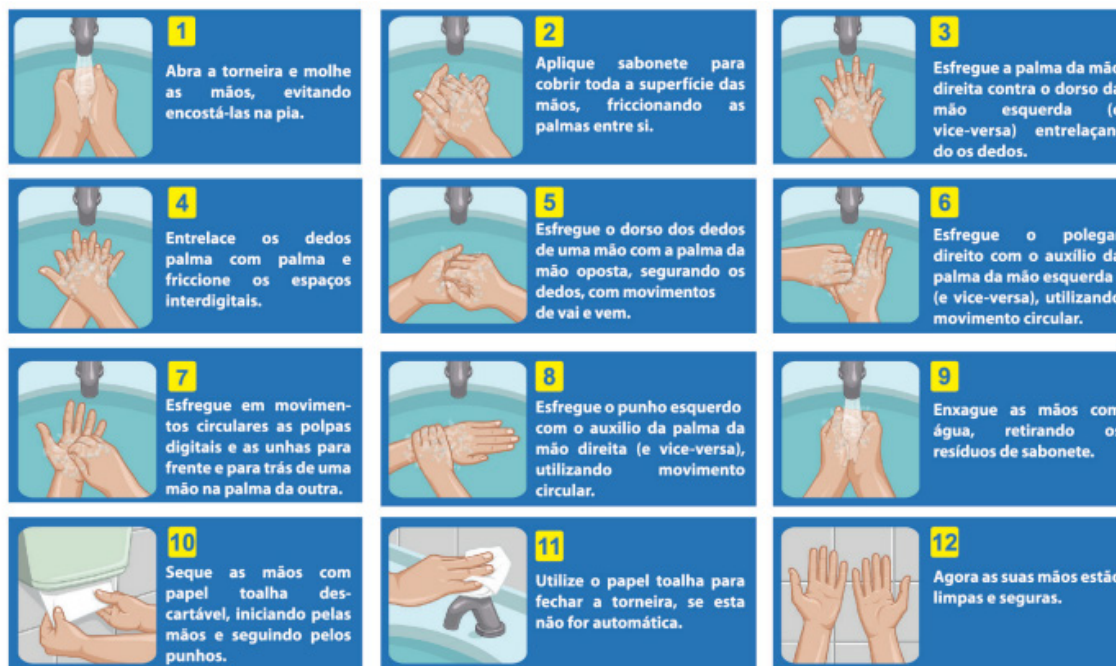 1
Abra a torneira e molhe
as mãos, evitando
encostá-las na pia.
2
Aplique sabonete para
cobrir toda a superfície das
mãos, friccionando as
palmas entre si.
3
Esfregue a palma da mão
direita contra o dorso da
mão esquerda (e
vice-versa) entrelaçan-
do os dedos.
4
Entrelace os dedos
palma com palma e
friccione os espaços
interdigitais.
5
Esfregue o dorso dos dedos
de uma mão com a palma da
mão oposta, segurando os
dedos, com movimentos
de vai e vem.
6
Esfregue o polegar
direito com o auxílio da
palma da mão esquerda
(e vice-versa), utilizando
movimento circular.
7
Esfregue em movimen-
tos circulares as polpas
digitais e as unhas para
frente e para trás de uma
mão na palma da outra.
8
Esfregue o punho esquerdo
com o auxilio da palma da
mão direita (e vice-versa),
utilizando movimento
circular.
9
Enxague as mãos com
água, retirando os
resíduos de sabonete.
10
Seque as mãos com
papel toalha des-
cartável, iniciando pelas
mãos e seguindo pelos
punhos.
11
Utilize o papel toalha para
fechar a torneira, se esta
não for automática.
12
Agora as suas mãos estão
limpas e seguras.